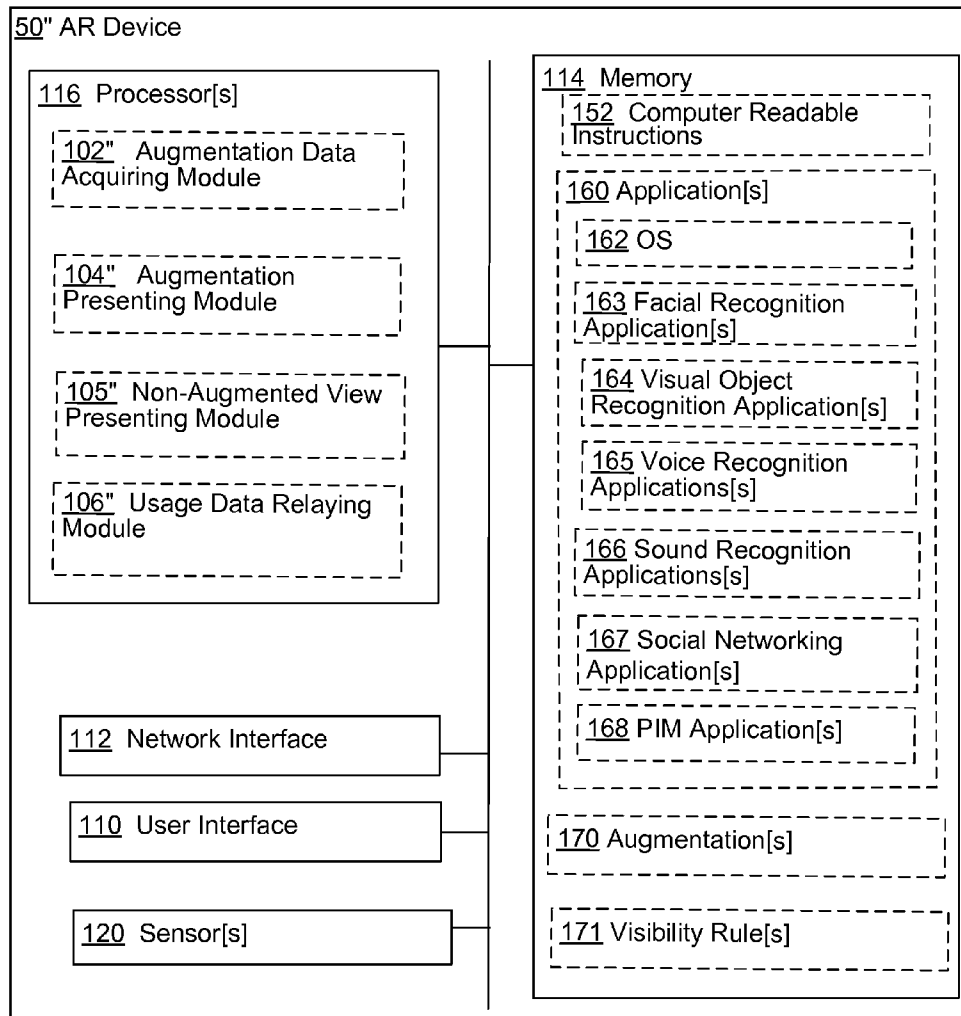 50" AR Device
116 Processor[s]
102" Augmentation Data
Acquiring Module
104" Augmentation
Presenting Module
105" Non-Augmented View
Presenting Module
106" Usage Data Relaying
Module
112 Network Interface
110 User Interface
120 Sensor[s]
114 Memory
152 Computer Readable
Instructions
160 Application[s]
162 OS
163 Facial Recognition
Application[s]
164 Visual Object
Recognition Application[s]
165 Voice Recognition
Applications[s]
166 Sound Recognition
Applications[s]
167 Social Networking
Application[s]
168 PIM Application[s]
170 Augmentation[s]
171 Visibility Rule[s]